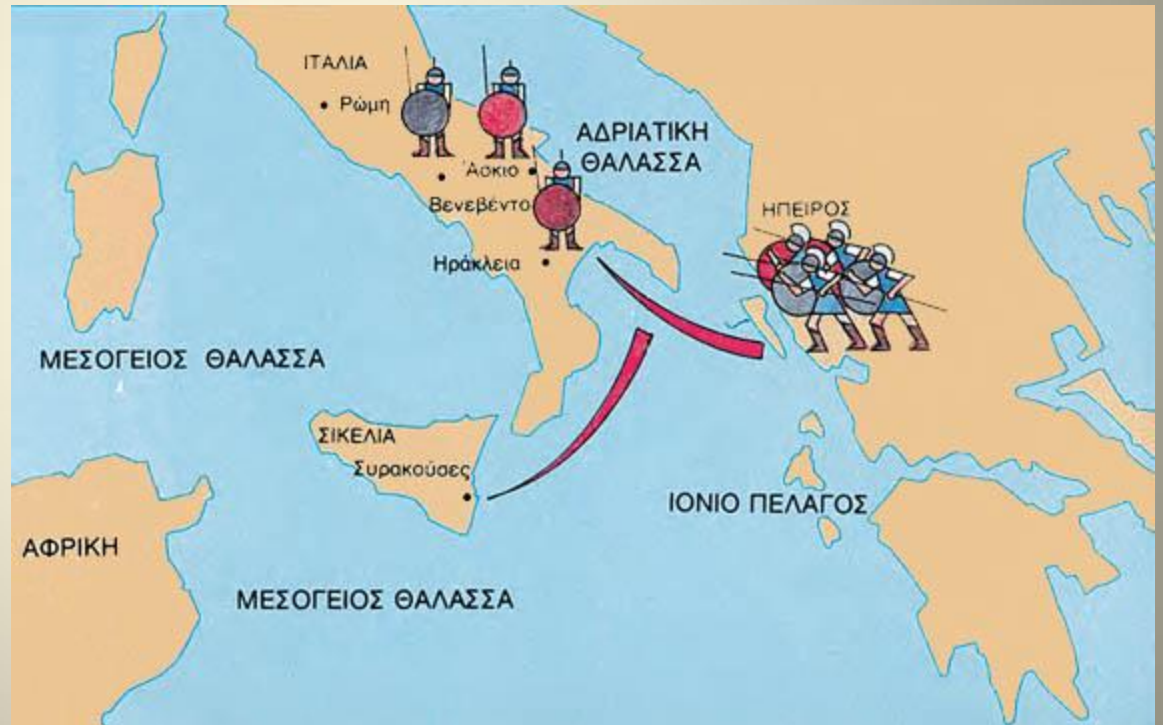 ΙΤΑΛΙΑ
Ρώμη
ΑΔΡΙΑΤΙΚΗ
ΘΑΛΑΣΣΑ
Άσκιο
Βενεβέντο
ΗΠΕΙΡΟΣ
Ηράκλεια
ΜΕΣΟΓΕΙΟΣ ΘΑΛΑΣΣΑ
ΣΙΚΕΛΙΑ
Συρακούσες
ΙΟΝΙΟ ΠΕΛΑΓΟΣ
ΑΦΡΙΚΗ
ΜΕΣΟΓΕΙΟΣ ΘΑΛΑΣΣΑ